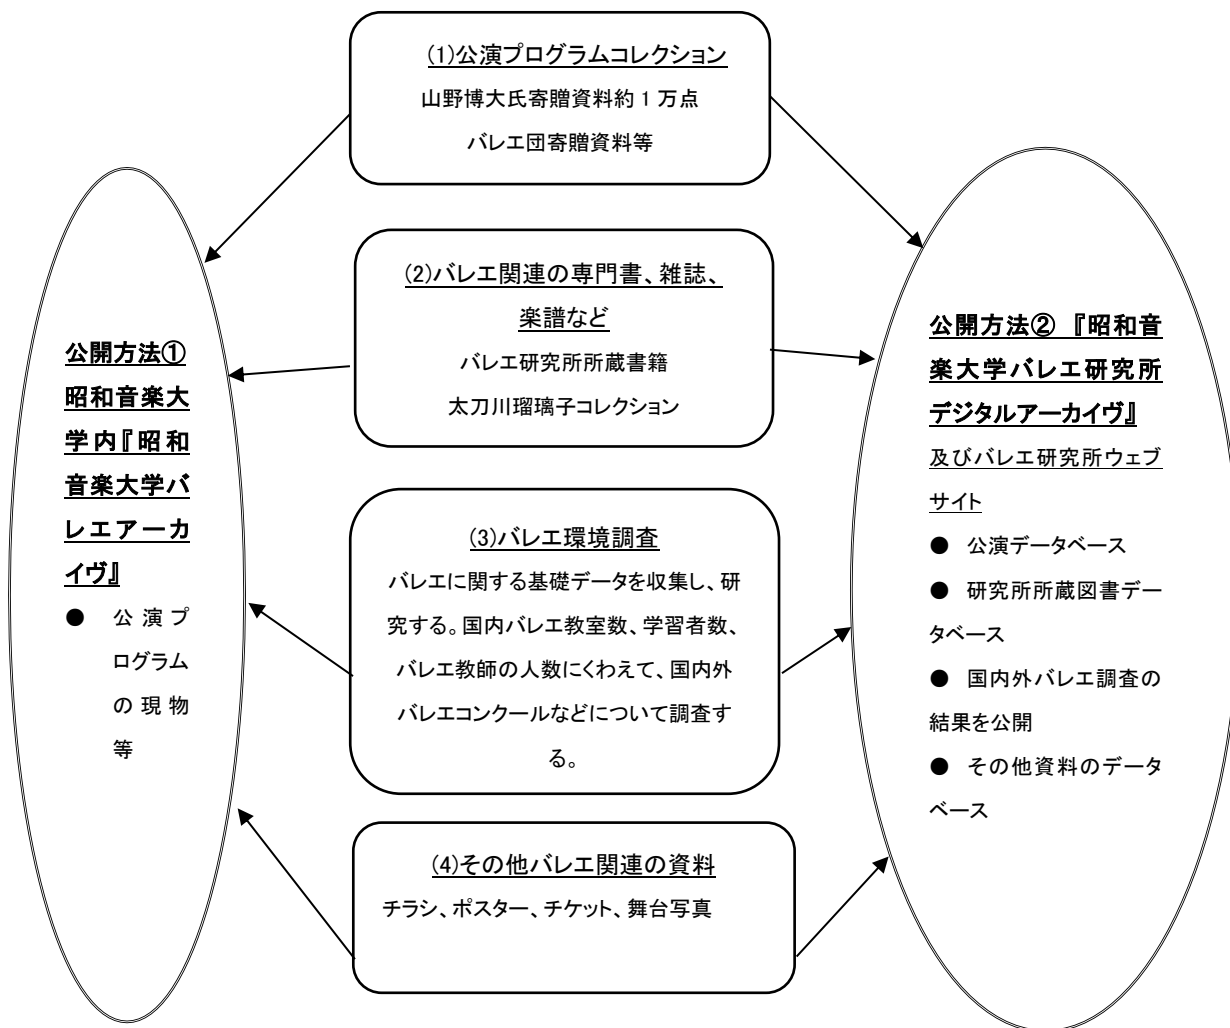 (1)公演プログラムコレクション
山野博大氏寄贈資料約 1 万点
バレエ団寄贈資料等
(2)バレエ関連の専門書、雑誌、
楽譜など
バレエ研究所所蔵書籍
太刀川瑠璃子コレクション
(3)バレエ環境調査
バレエに関する基礎データを収集し、研
究する。国内バレエ教室数、学習者数、
バレエ教師の人数にくわえて、国内外
バレエコンクールなどについて調査す
る。
(4)その他バレエ関連の資料
チラシ、ポスター、チケット、舞台写真
公開方法①
昭和音楽大
学内『昭和
音楽大学バ
レエアーカ
イヴ』
● 公演プ
ログラム
の現物
等
公開方法② 『昭和音
楽大学バレエ研究所
デジタルアーカイヴ』
及びバレエ研究所ウェブ
サイト
● 公演データベース
● 研究所所蔵図書デー
タベース
● 国内外バレエ調査の
結果を公開
● その他資料のデータ
ベース